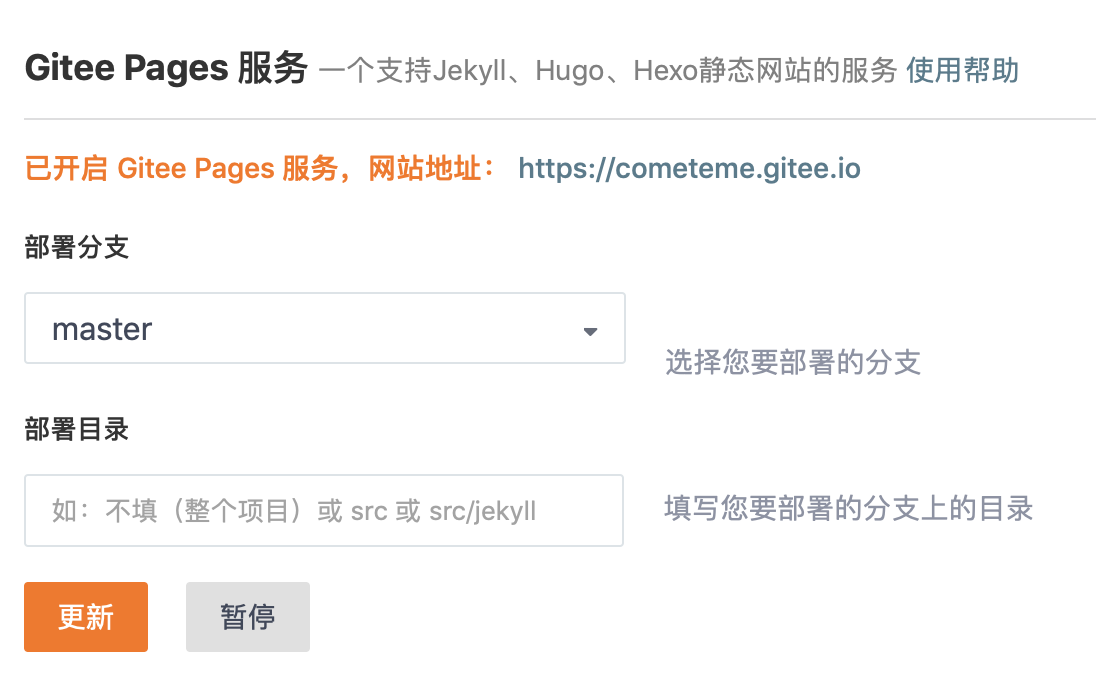 Gitee Pages 服务 一个支持Jekyll、Hugo、Hexo静态网站的服务 使用帮助
已开启 Gitee Pages 服务，网站地址： https://cometeme.gitee.io
部署分支
master
选择您要部署的分支
部署目录
如：不填（整个项目）或 src 或 src/jekyll
填写您要部署的分支上的目录
更新 暂停